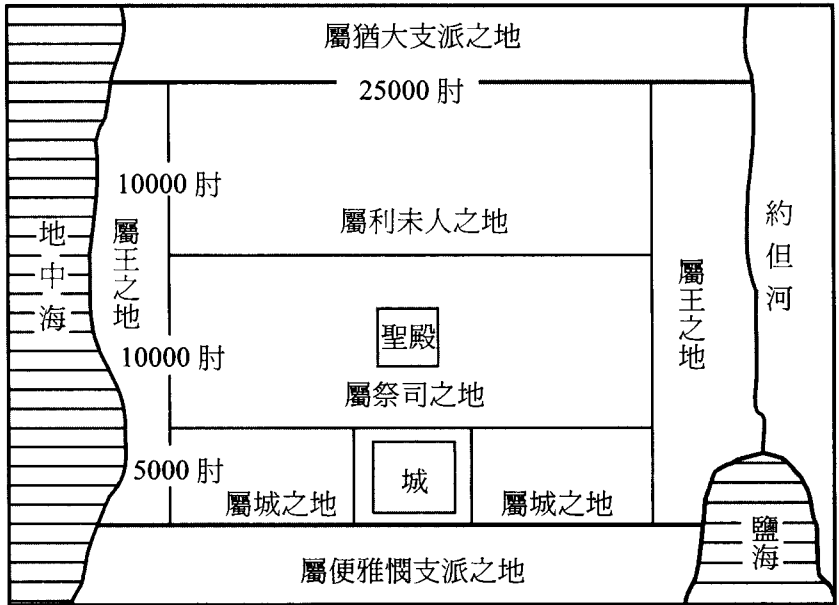 屬猶大支派之地
25000 肘
10000 肘
屬利未人之地
地中海
屬王之地
約但河
屬王之地
聖殿
10000 肘
屬祭司之地
5000 肘
城
屬城之地
屬城之地
鹽海
屬便雅憫支派之地